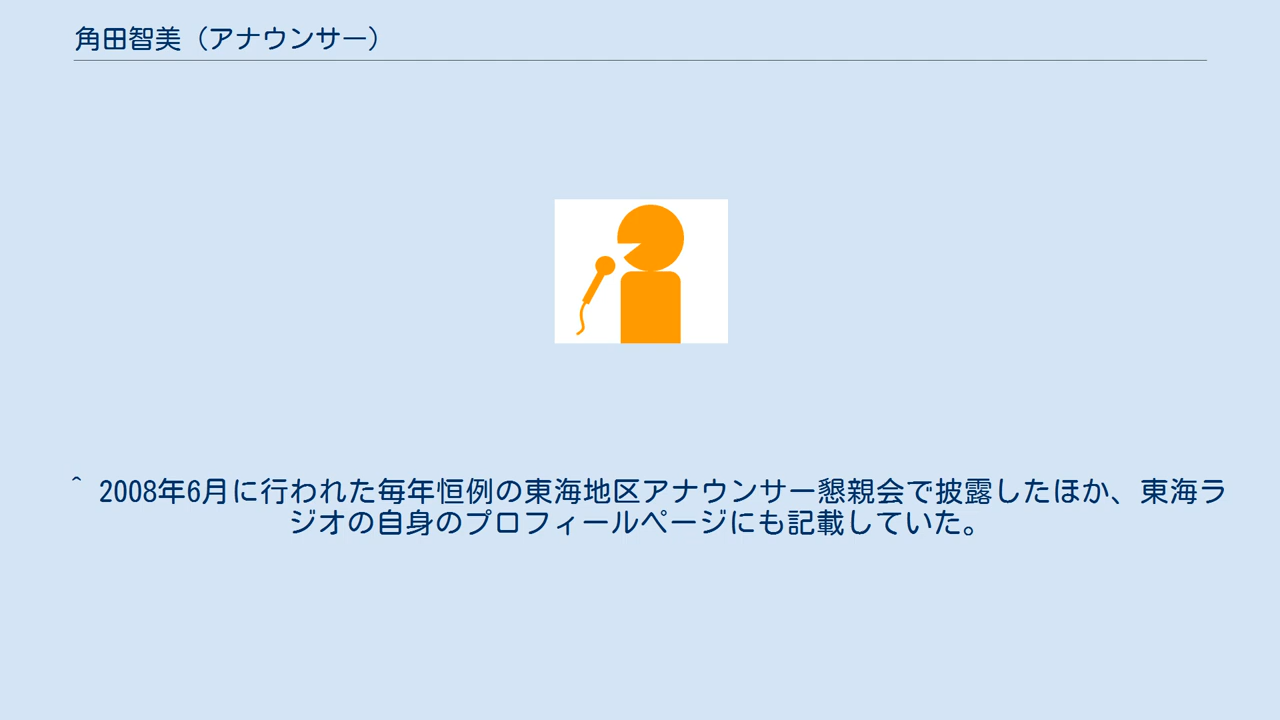 角田智美（アナウンサー）
^ 2008年6月に行われた毎年恒例の東海地区アナウンサー懇親会で披露したほか、東海ラ
ジオの自身のプロフィールページにも記載していた。